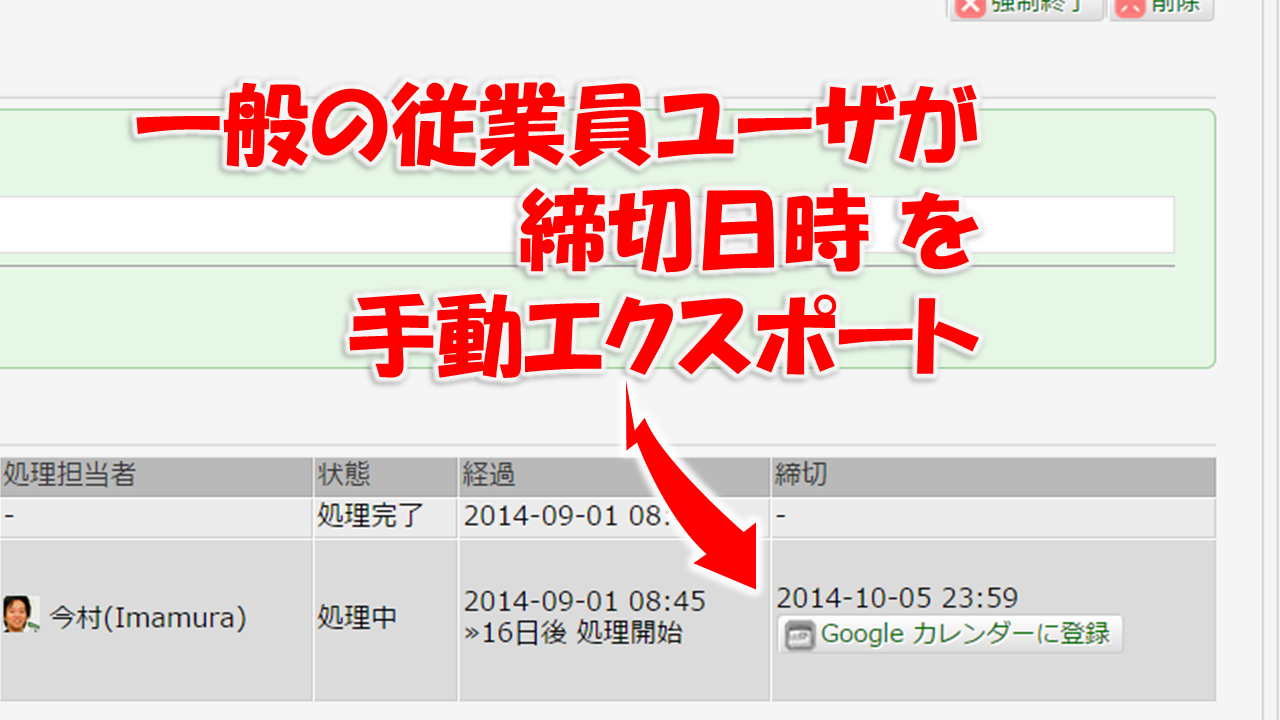 強制終了 削除
一般の従業員ユーザが
締切日時 を
手動エクスポート
処理担当者 状態 経過 締切
- 処理完了 2014-09-01 08: -
今村(Imamura) 処理中 2014-09-01 08:45 2014-10-05 23:59
»16日後 処理開始 Google カレンダーに登録